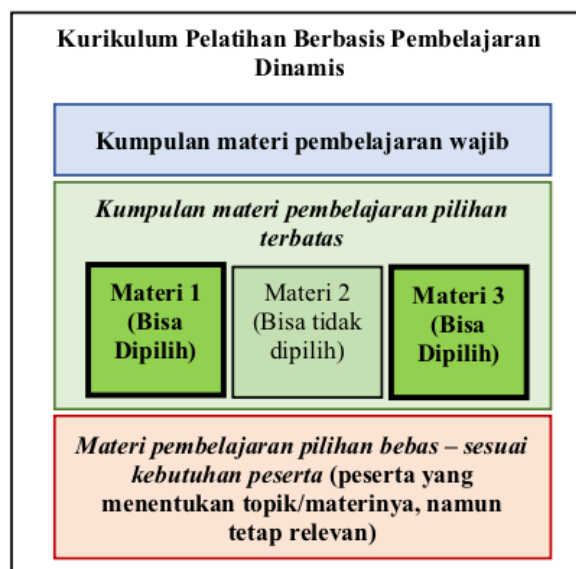 Kurikulum Pelatihan Berbasis Pembelajaran
Dinamis
Kumpulan materi pembelajaran wajib
Kumpulan materi pembelajaran pilihan
terbatas
Materi 1
(Bisa
Dipilih)
Materi 2
(Bisa tidak
dipilih)
Materi 3
(Bisa
Dipilih)
Materi pembelajaran pilihan bebas – sesuai
kebutuhan peserta (peserta yang
menentukan topik/materinya, namun
tetap relevan)